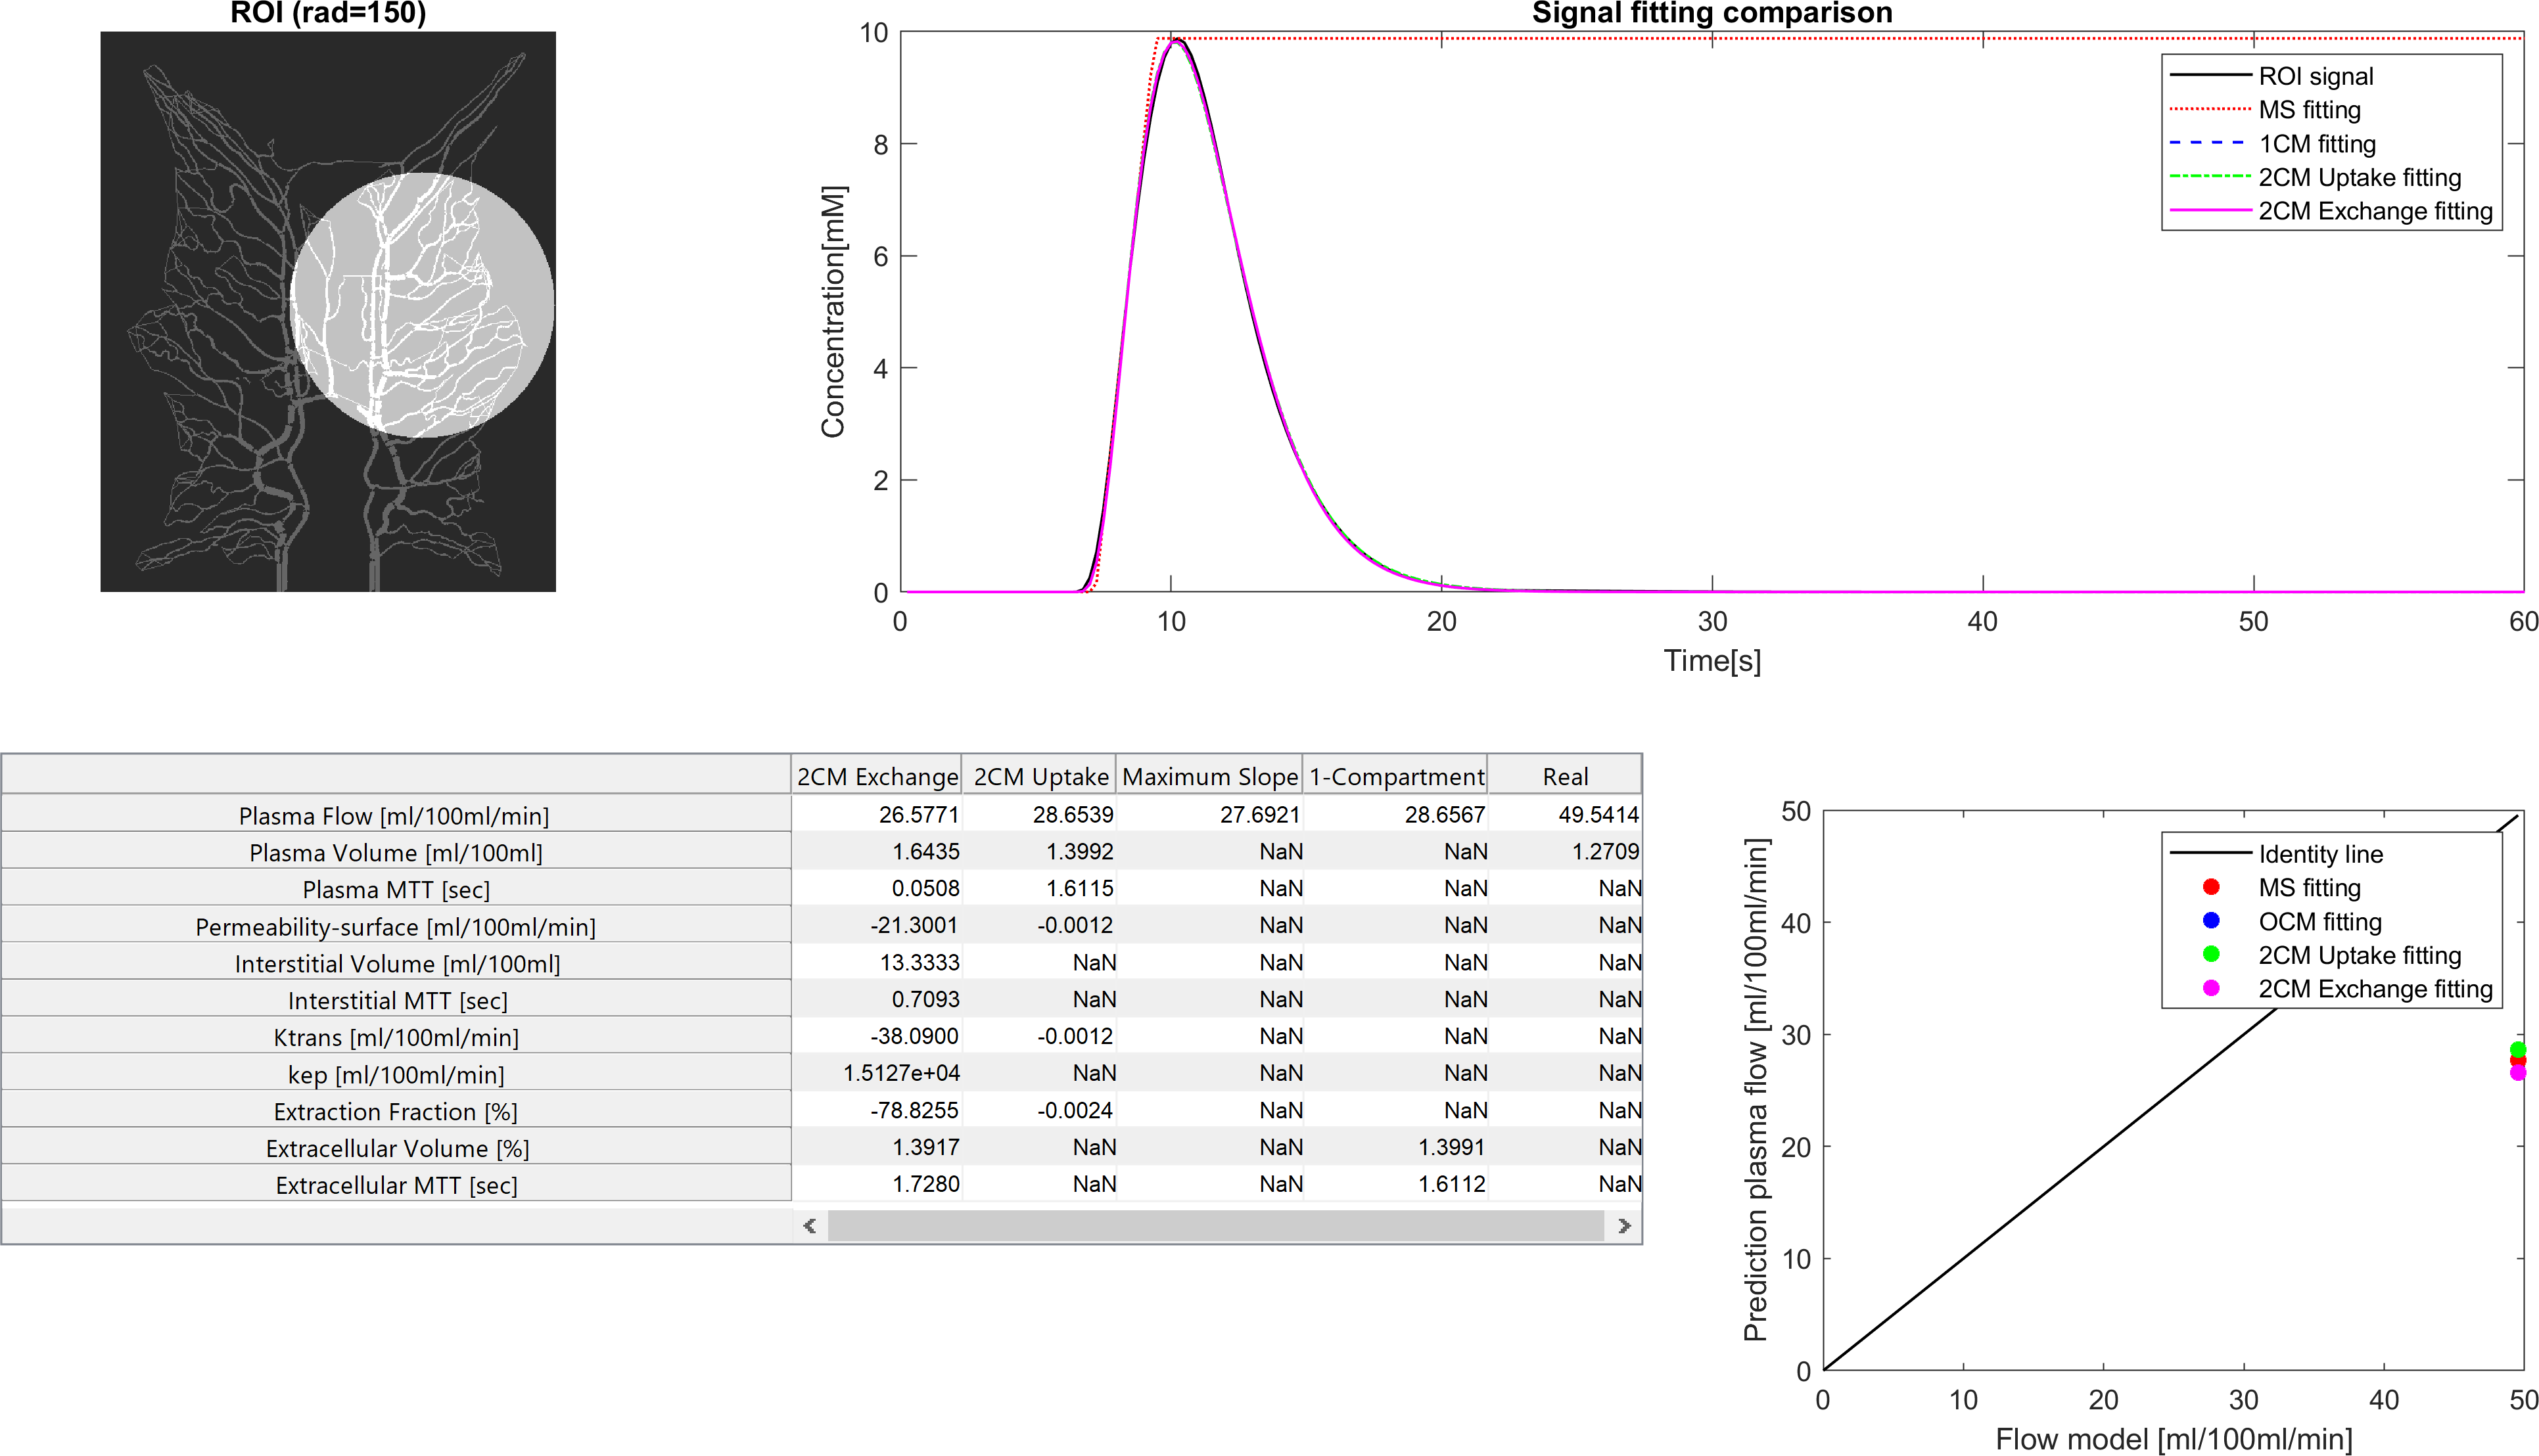 ROI (rad=150)
Signal fitting comparison
10
8
6
4
2
0
Concentration[mM]
0 10 20 30 40 50 60
Time[s]
ROI signal
MS fitting
1CM fitting
2CM Uptake fitting
2CM Exchange fitting
2CM Exchange 2CM Uptake Maximum Slope 1-Compartment Real
Plasma Flow [ml/100ml/min] 26.5771 28.6539 27.6921 28.6567 49.5414
Plasma Volume [ml/100ml] 1.6435 1.3992 NaN NaN 1.2709
Plasma MTT [sec] 0.0508 1.6115 NaN NaN NaN
Permeability-surface [ml/100ml/min] -21.3001 -0.0012 NaN NaN NaN
Interstitial Volume [ml/100ml] 13.3333 NaN NaN NaN NaN
Interstitial MTT [sec] 0.7093 NaN NaN NaN NaN
Ktrans [ml/100ml/min] -38.0900 -0.0012 NaN NaN NaN
kep [ml/100ml/min] 1.5127e+04 NaN NaN NaN NaN
Extraction Fraction [%] -78.8255 -0.0024 NaN NaN NaN
Extracellular Volume [%] 1.3917 NaN NaN 1.3991 NaN
Extracellular MTT [sec] 1.7280 NaN NaN 1.6112 NaN
50
40
30
20
10
0
Prediction plasma flow [ml/100ml/min]
Identity line
MS fitting
OCM fitting
2CM Uptake fitting
2CM Exchange fitting
0 10 20 30 40 50
Flow model [ml/100ml/min]